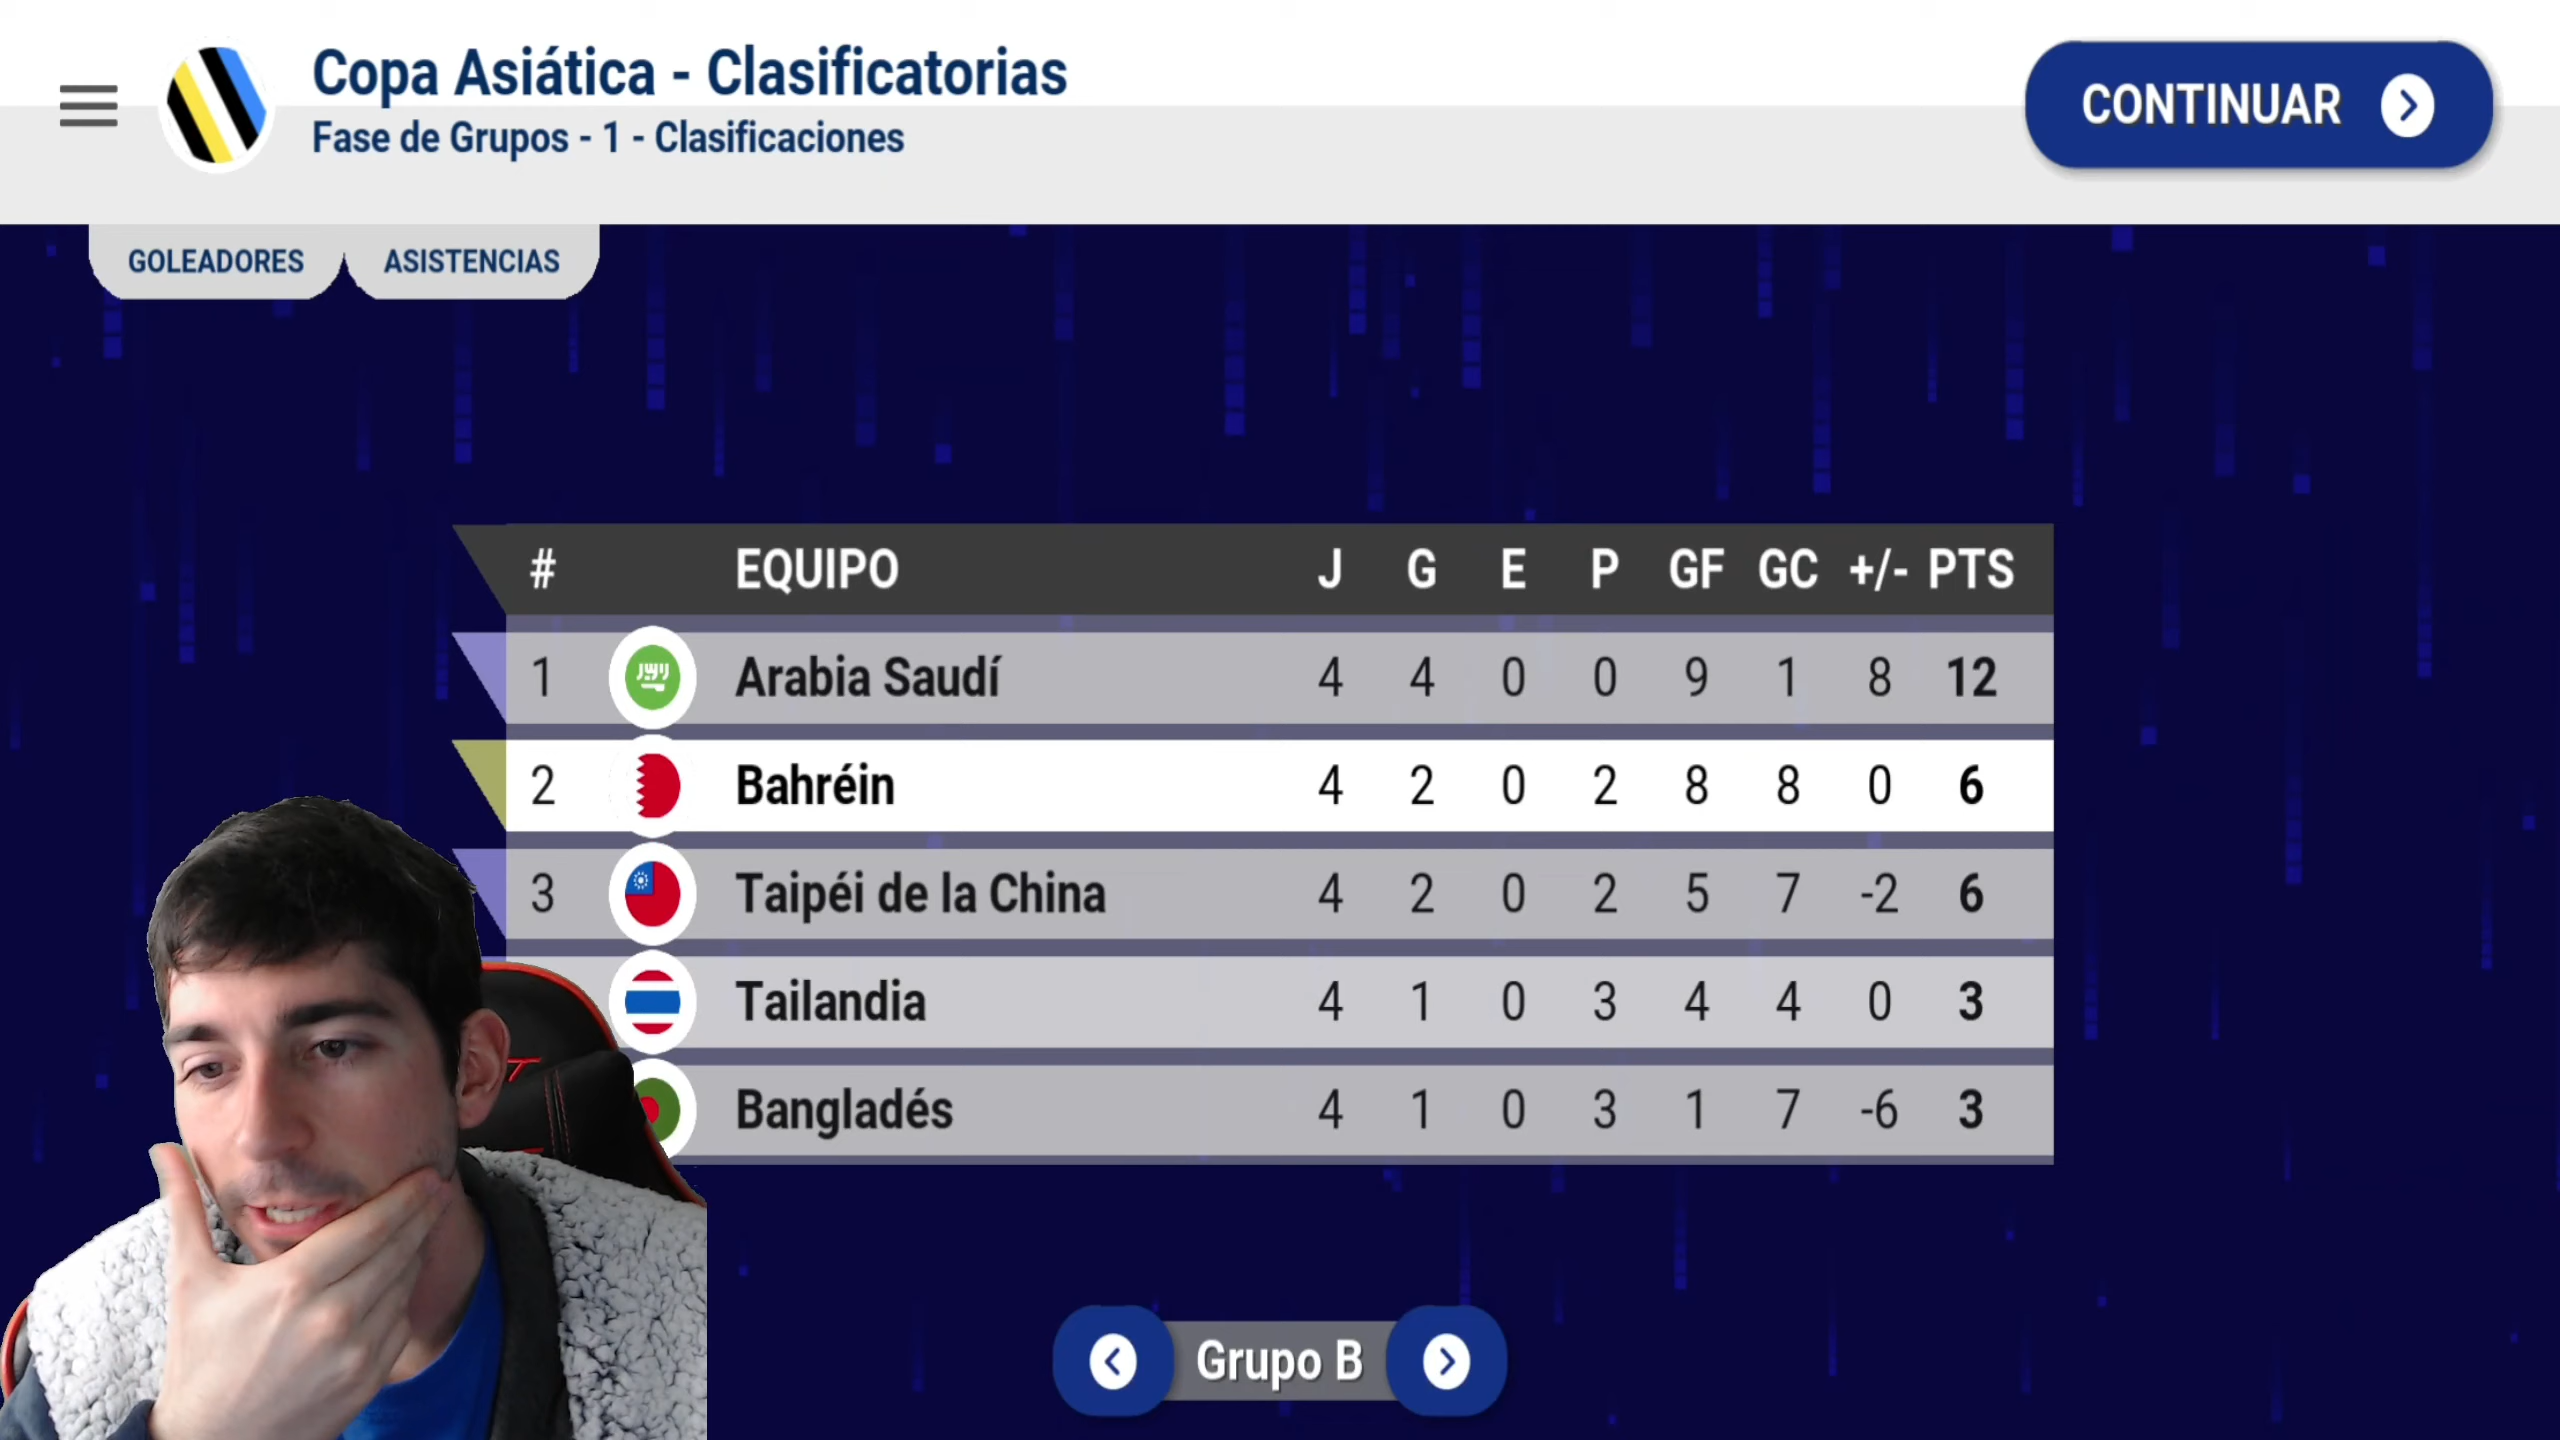 Copa Asiática - Clasificatorias
Fase de Grupos - 1 - Clasificaciones
CONTINUAR
GOLEADORES
ASISTENCIAS
# EQUIPO J G E P GF GC +/- PTS
1 Arabia Saudí 4 4 0 0 9 1 8 12
2 Bahréin 4 2 0 2 8 8 0 6
3 Taipéi de la China 4 2 0 2 5 7 -2 6
Tailandia 4 1 0 3 4 4 0 3
Bangladés 4 1 0 3 1 7 -6 3
Grupo B